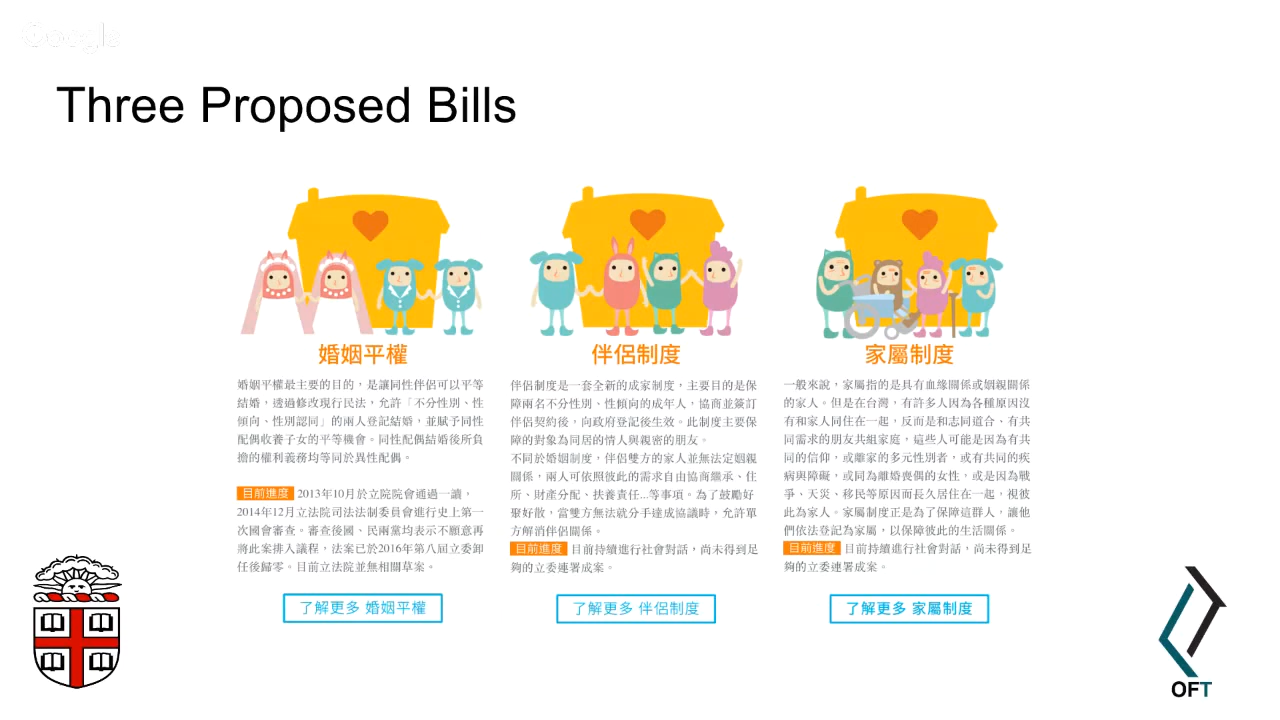 Google
Three Proposed Bills
婚姻平權
婚姻平權最主要的目的，是讓同性伴侶可以平等
結婚，透過修改現行民法，允許「不分性別、性
傾向、性別認同」的兩人登記結婚，並賦予同性
配偶收養子女的平等機會。同性配偶結婚後所負
擔的權利義務均等同於異性配偶。
目前進度 2013年10月於立院院會通過一讀，
2014年12月立法院司法法制委員會進行史上第一
次國會審查。審查後國、民兩黨均表示不願意再
將此案排入議程，法案已於2016年第八屆立委卸
任後歸零。目前立法院並無相關草案。
了解更多 婚姻平權
伴侶制度
伴侶制度是一套全新的成家制度，主要目的是保
障兩名不分性別、性傾向的成年人，協商並簽訂
伴侶契約後，向政府登記後生效。此制度主要保
障的對象為同居的情人與親密的朋友。
不同於婚姻制度，伴侶雙方的家人並無法定姻親
關係，兩人可依照彼此的需求自由協商繼承、住
所、財產分配、扶養責任...等事項。為了鼓勵好
聚好散，當雙方無法就分手達成協議時，允許單
方解消伴侶關係。
目前進度 目前持續進行社會對話，尚未得到足
夠的立委連署成案。
了解更多 伴侶制度
家屬制度
一般來說，家屬指的是具有血緣關係或姻親關係
的家人。但是在台灣，有許多人因為各種原因沒
有和家人同住在一起，反而是和志同道合、有共
同需求的朋友共組家庭，這些人可能是因為有共
同的信仰，或離家的多元性別者，或有共同的疾
病與障礙，或同為離婚喪偶的女性，或是因為戰
爭、天災、移民等原因而長久居住在一起，視彼
此為家人。家屬制度正是為了保障這群人，讓他
們依法登記為家屬，以保障彼此的生活關係。
目前進度 目前持續進行社會對話，尚未得到足
夠的立委連署成案。
了解更多 家屬制度
OFT